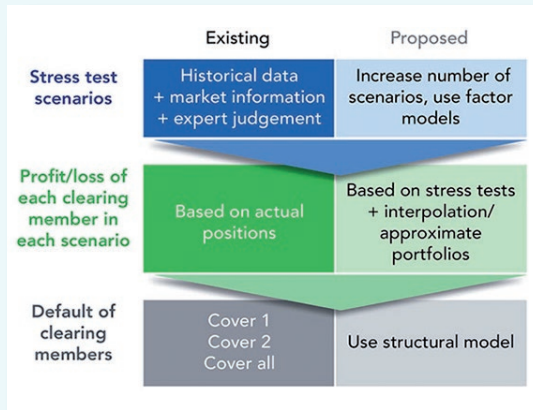 Existing
Proposed
Stress test
scenarios
Historical data
+ market information
+ expert judgement
Increase number of
scenarios, use factor
models
Profit/loss of
each clearing
member in
each scenario
Based on actual
positions
Based on stress tests
+ interpolation/
approximate
portfolios
Default of
clearing
members
Cover 1
Cover 2
Cover all
Use structural model